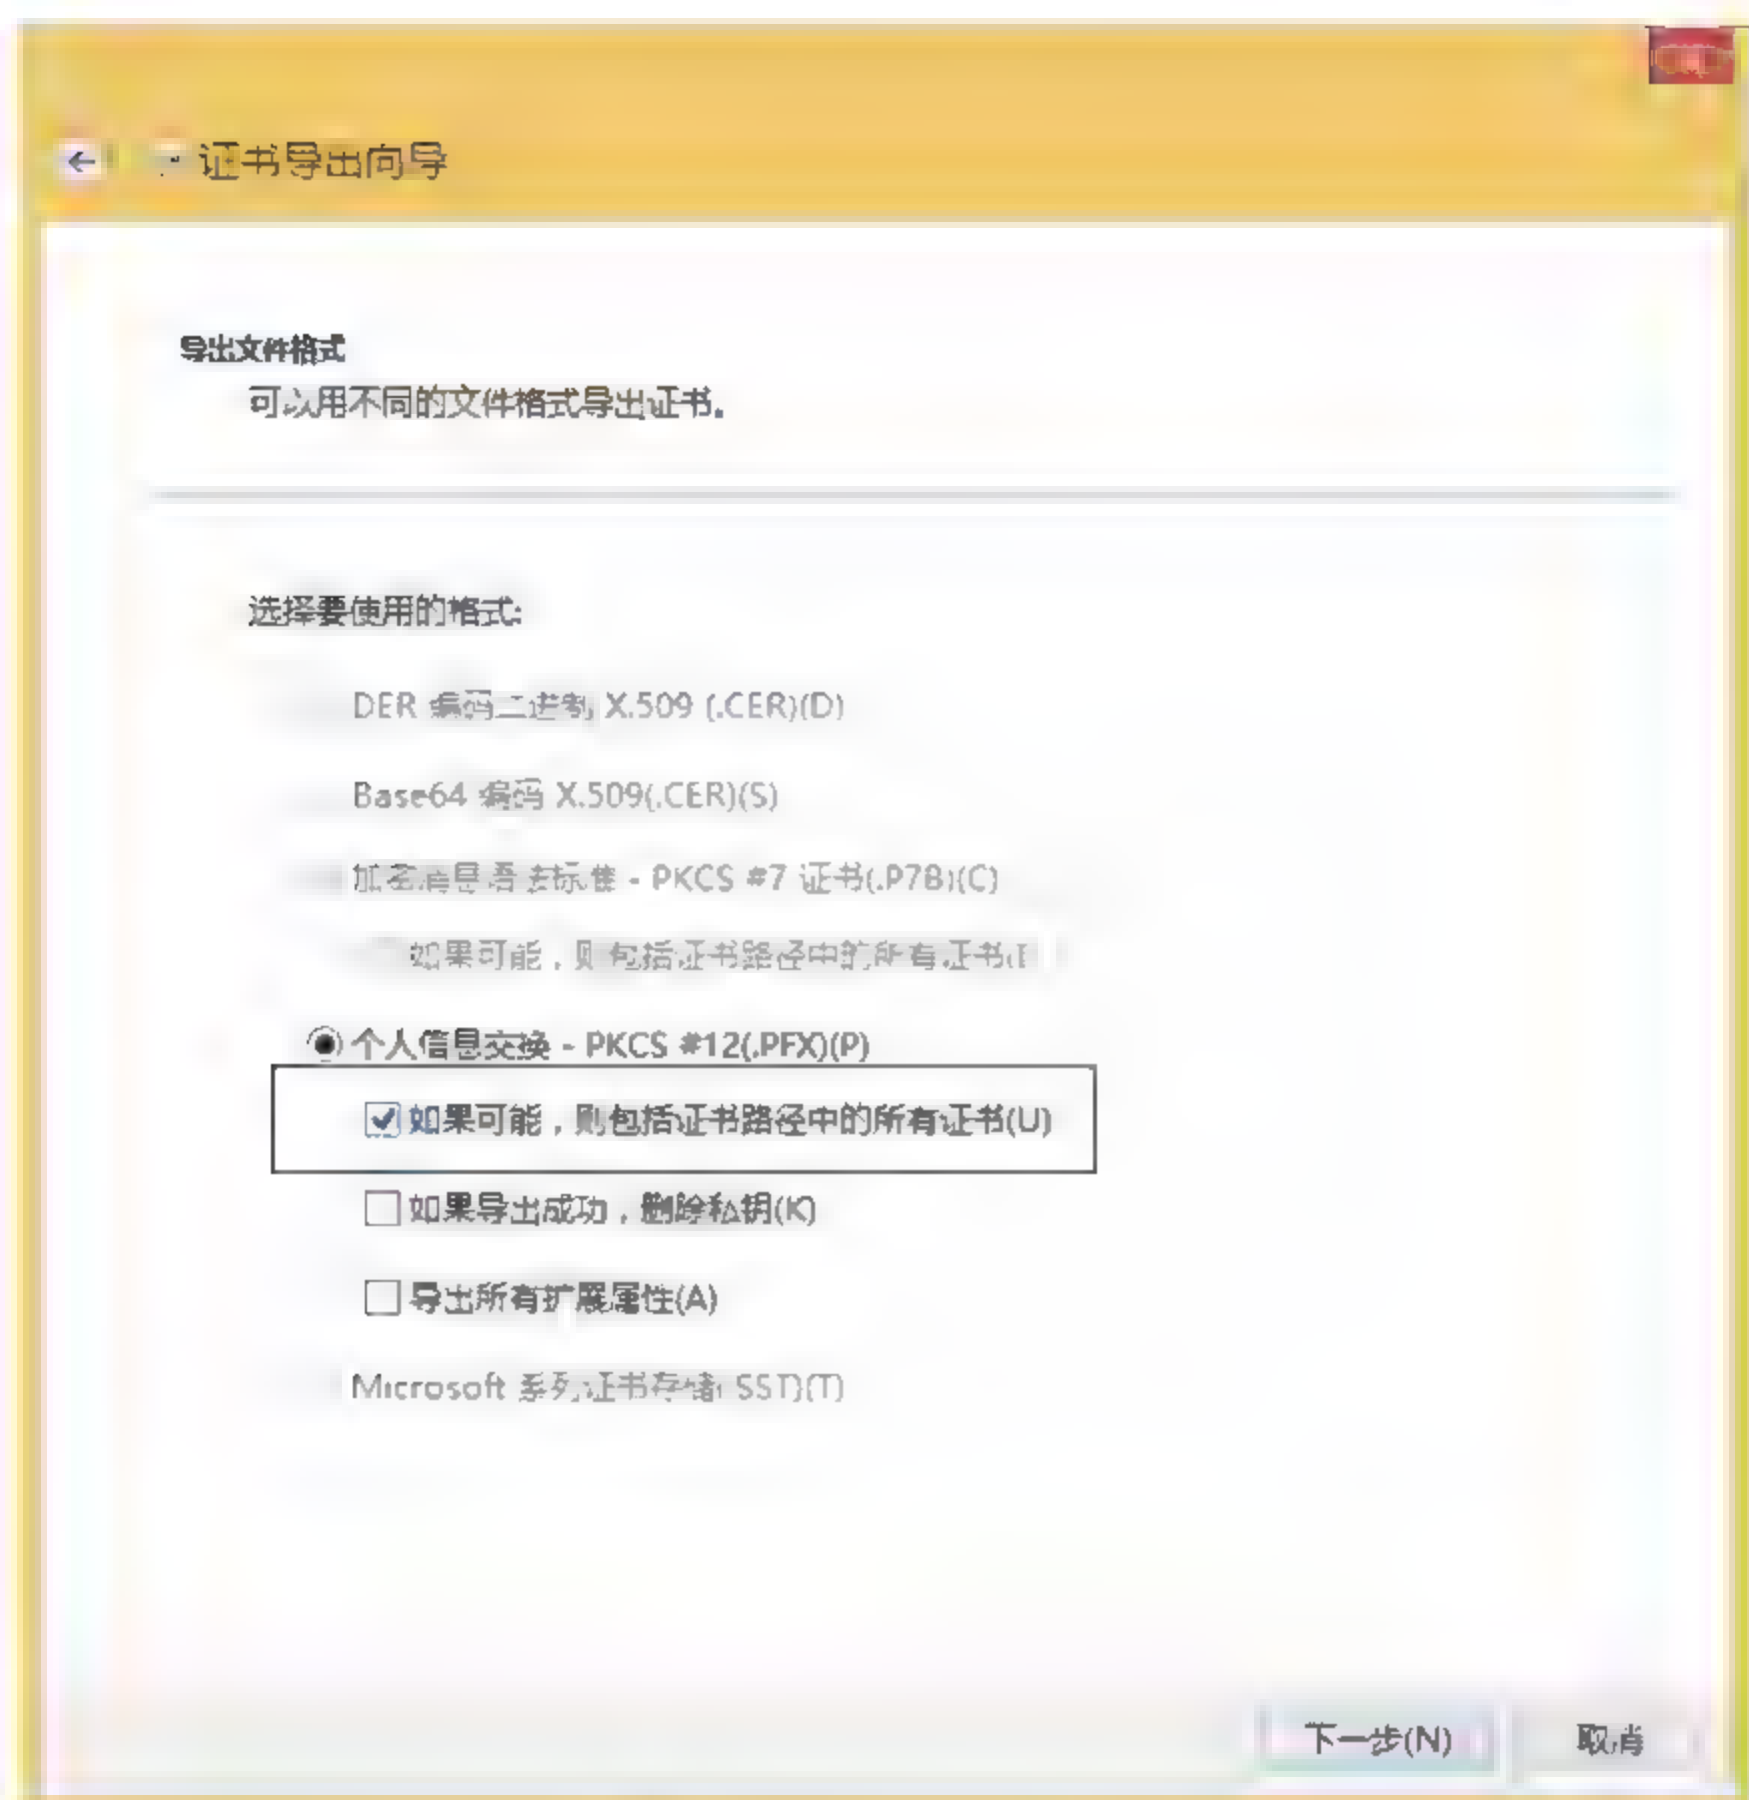 证书导出向导
导出文件格式
可以用不同的文件格式导出证书。
选择要使用的格式:
DER 编码二进制 X.509 (.CER)(D)
Base64 编码 X.509(.CER)(S)
加密消息语法标准 - PKCS #7 证书(.P7B)(C)
如果可能，则包括证书路径中的所有证书(I
个人信息交换 - PKCS #12(.PFX)(P)
如果可能，则包括证书路径中的所有证书(U)
如果导出成功，删除私钥(K)
导出所有扩展属性(A)
Microsoft 系列证书存储(.SST)(T)
下一步(N)
取消